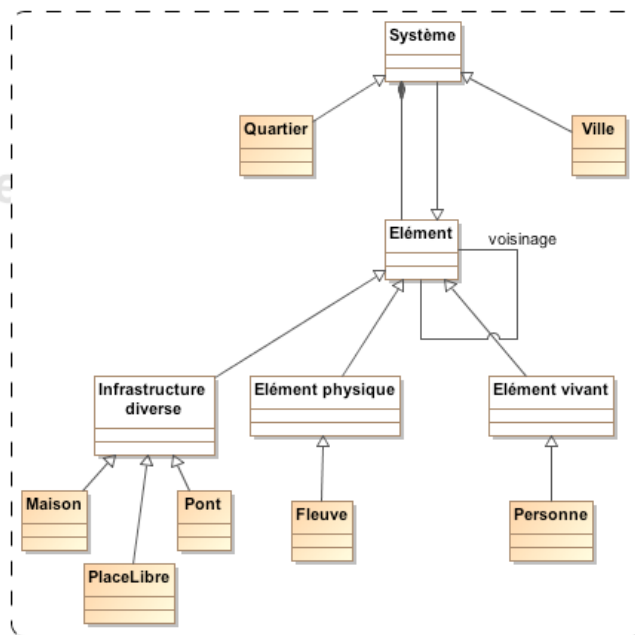 Système
Quartier
Ville
Elément
voisinage
Infrastructure
diverse
Elément physique
Elément vivant
Maison
Pont
Fleuve
Personne
PlaceLibre